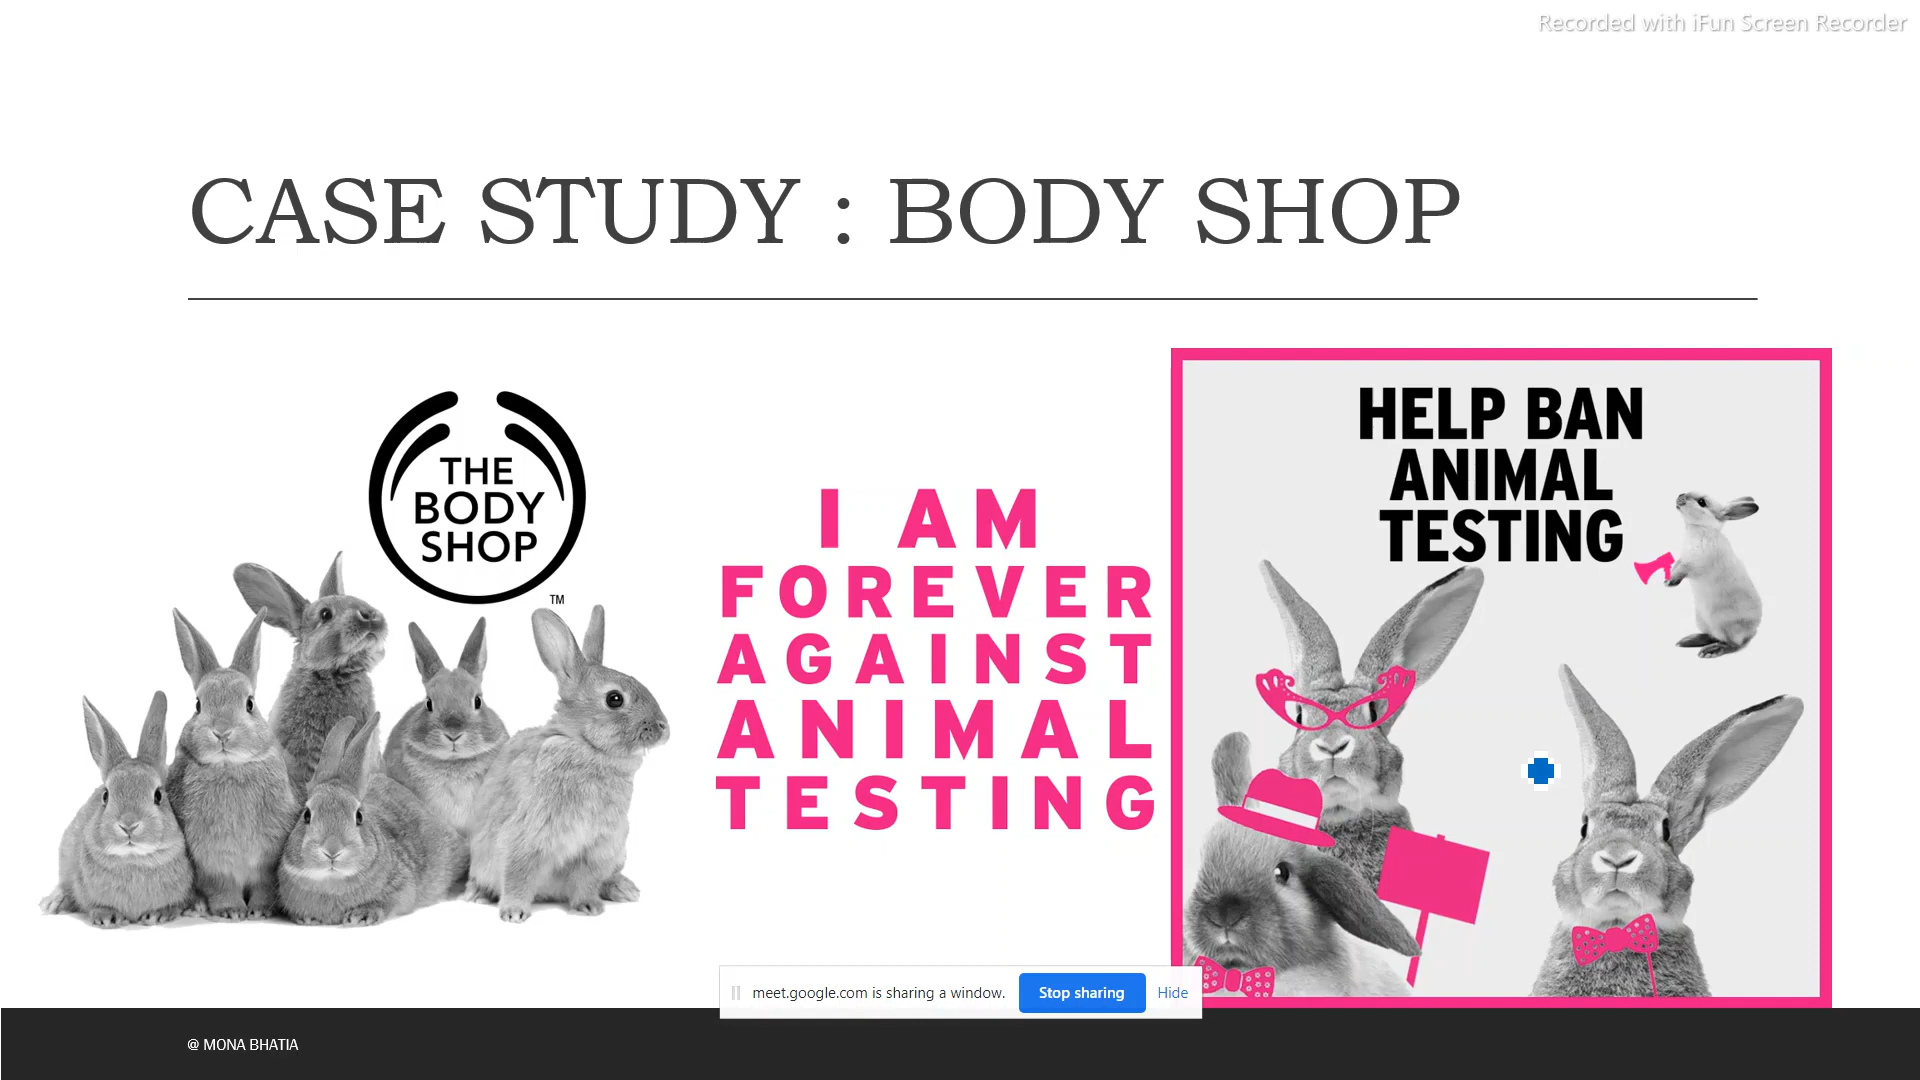 Recorded with iFun Screen Recorder
CASE STUDY : BODY SHOP
THE
BODY
SHOP
TM
I AM
FOREVER
AGAINST
ANIMAL
TESTING
HELP BAN
ANIMAL
TESTING
meet.google.com is sharing a window.
Stop sharing
Hide
@ MONA BHATIA